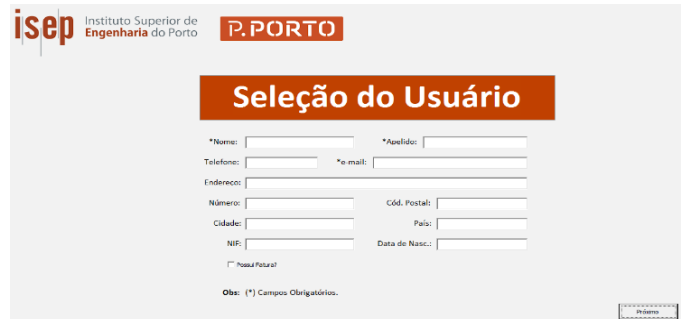 isep Instituto Superior de Engenharia do Porto P.PORTO
Seleção do Usuário
*Nome: *Apelido:
Telefone: *e-mail:
Endereço:
Número: Cód. Postal:
Cidade: País:
NIF: Data de Nasc.:
Possui Fatura?
Obs: (*) Campos Obrigatórios.
Próximo